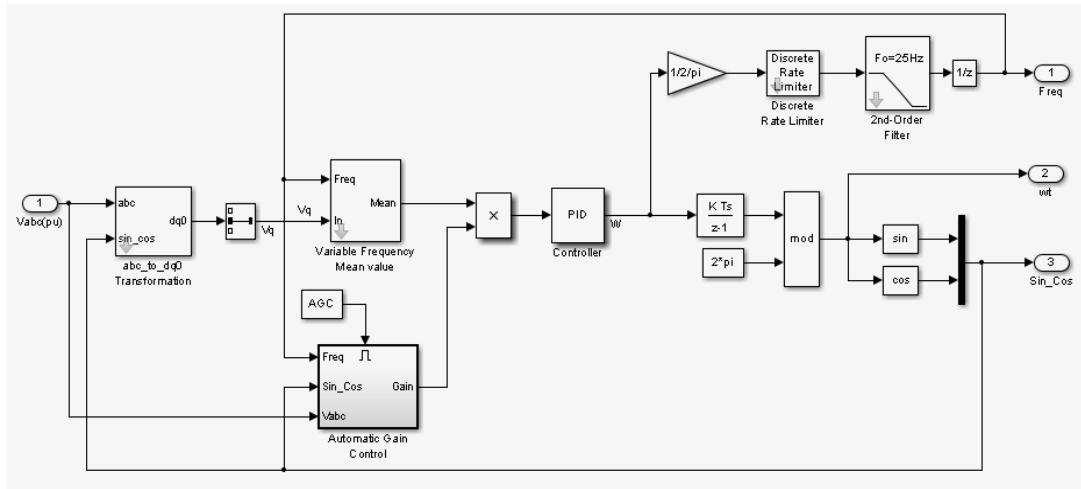 1/2/pi
Discrete
Rate
Limiter
Discrete
Rate Limiter
Fo=25Hz
2nd-Order
Filter
1/z
1
Freq
1
Vabc(pu)
abc
sin_cos
dq0
abc_to_dq0
Transformation
Vq
Vq
Freq
In
Mean
Variable Frequency
Mean value
×
PID
Controller
W
K Ts
z-1
2*pi
mod
sin
cos
2
wt
3
Sin_Cos
AGC
Freq
Sin_Cos
Vabc
Gain
Automatic Gain
Control